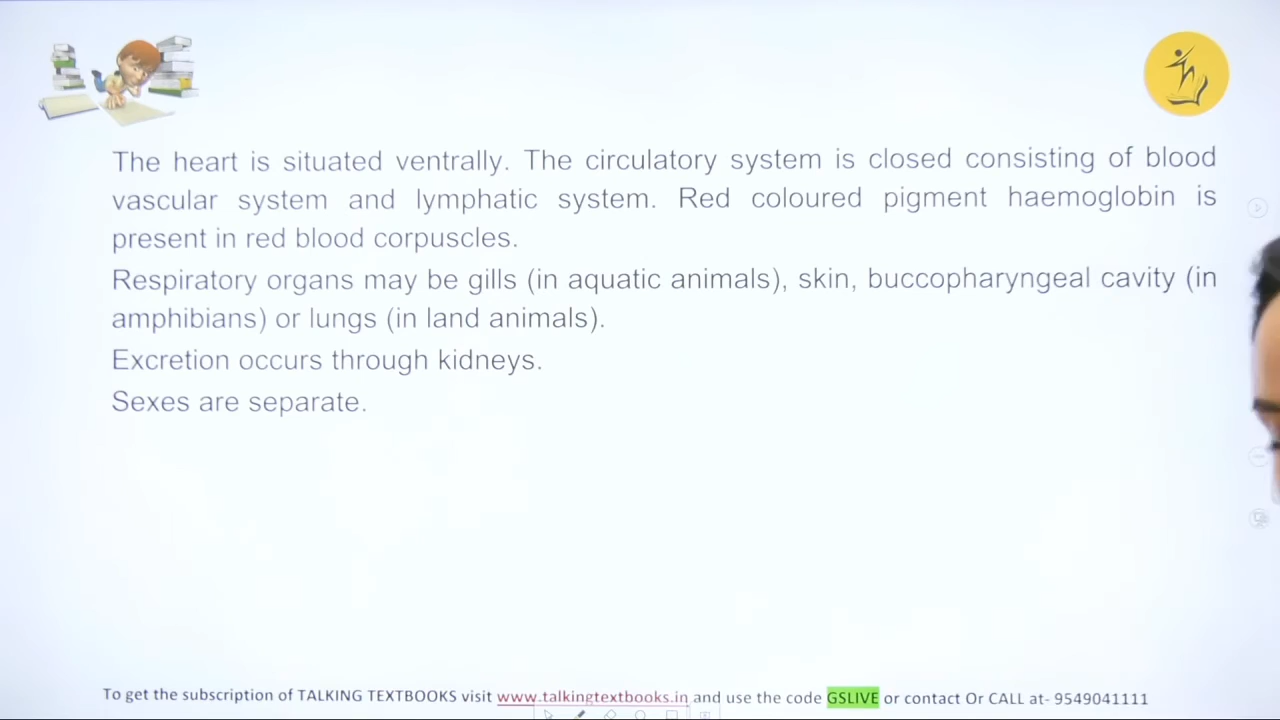 The heart is situated ventrally. The circulatory system is closed consisting of blood
vascular system and lymphatic system. Red coloured pigment haemoglobin is
present in red blood corpuscles.
Respiratory organs may be gills (in aquatic animals), skin, buccopharyngeal cavity (in
amphibians) or lungs (in land animals).
Excretion occurs through kidneys.
Sexes are separate.
To get the subscription of TALKING TEXTBOOKS visit www.talkingtextbooks.in and use the code GSLIVE or contact Or CALL at- 9549041111